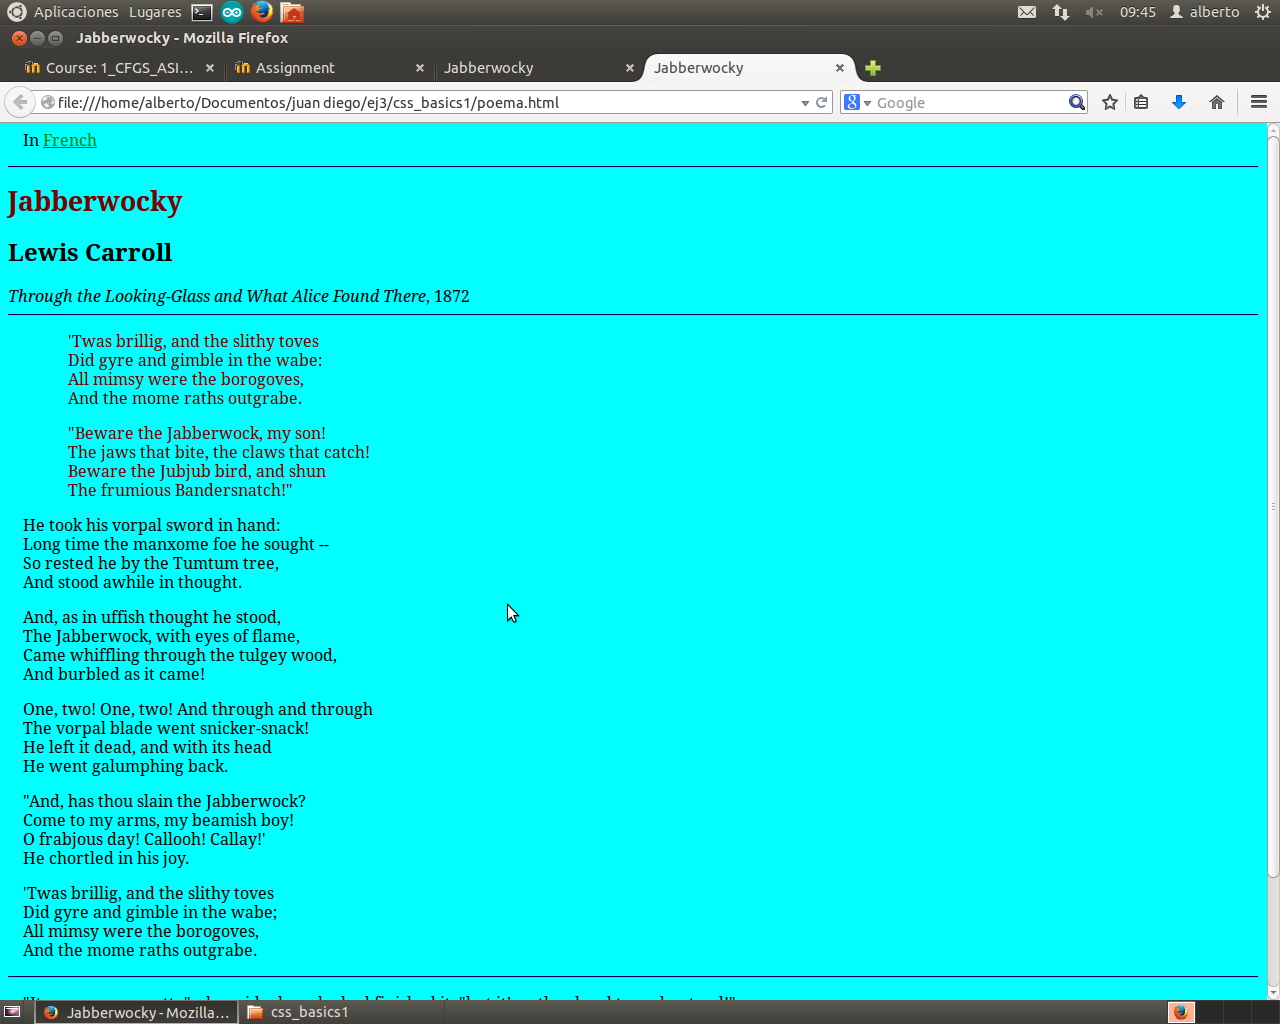 Aplicaciones Lugares 09:45 alberto
Jabberwocky - Mozilla Firefox
Course: 1_CFGS_ASI... Assignment Jabberwocky Jabberwocky
file:///home/alberto/Documentos/juan diego/ej3/css_basics1/poema.html Google
In French
Jabberwocky
Lewis Carroll
Through the Looking-Glass and What Alice Found There, 1872
'Twas brillig, and the slithy toves
Did gyre and gimble in the wabe:
All mimsy were the borogoves,
And the mome raths outgrabe.
"Beware the Jabberwock, my son!
The jaws that bite, the claws that catch!
Beware the Jubjub bird, and shun
The frumious Bandersnatch!"
He took his vorpal sword in hand:
Long time the manxome foe he sought --
So rested he by the Tumtum tree,
And stood awhile in thought.
And, as in uffish thought he stood,
The Jabberwock, with eyes of flame,
Came whiffling through the tulgey wood,
And burbled as it came!
One, two! One, two! And through and through
The vorpal blade went snicker-snack!
He left it dead, and with its head
He went galumphing back.
"And, has thou slain the Jabberwock?
Come to my arms, my beamish boy!
O frabjous day! Callooh! Callay!'
He chortled in his joy.
'Twas brillig, and the slithy toves
Did gyre and gimble in the wabe;
All mimsy were the borogoves,
And the mome raths outgrabe.
Jabberwocky - Mozilla... css_basics1